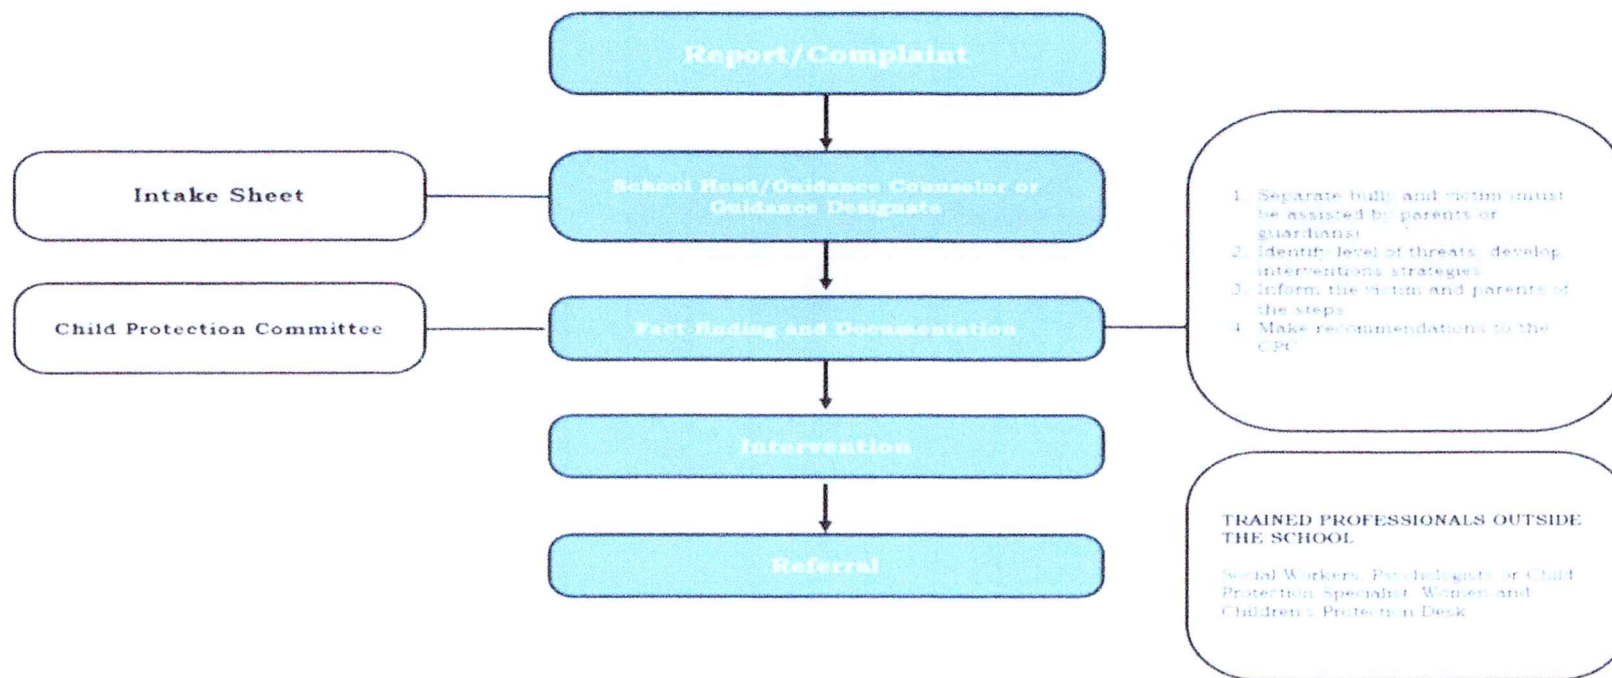 Report/Complaint
Intake Sheet
School Head/Guidance Counselor or
Guidance Designate
Child Protection Committee
Fact finding and Documentation
1. Separate bully and victim (must
be assisted by parents or
guardians)
2. Identify level of threats, develop
interventions strategies
3. Inform the victim and parents of
the steps
4. Make recommendations to the
CPC
Intervention
Referral
TRAINED PROFESSIONALS OUTSIDE
THE SCHOOL
Social Workers, Psychologists or Child
Protection Specialist, Women and
Children's Protection Desk